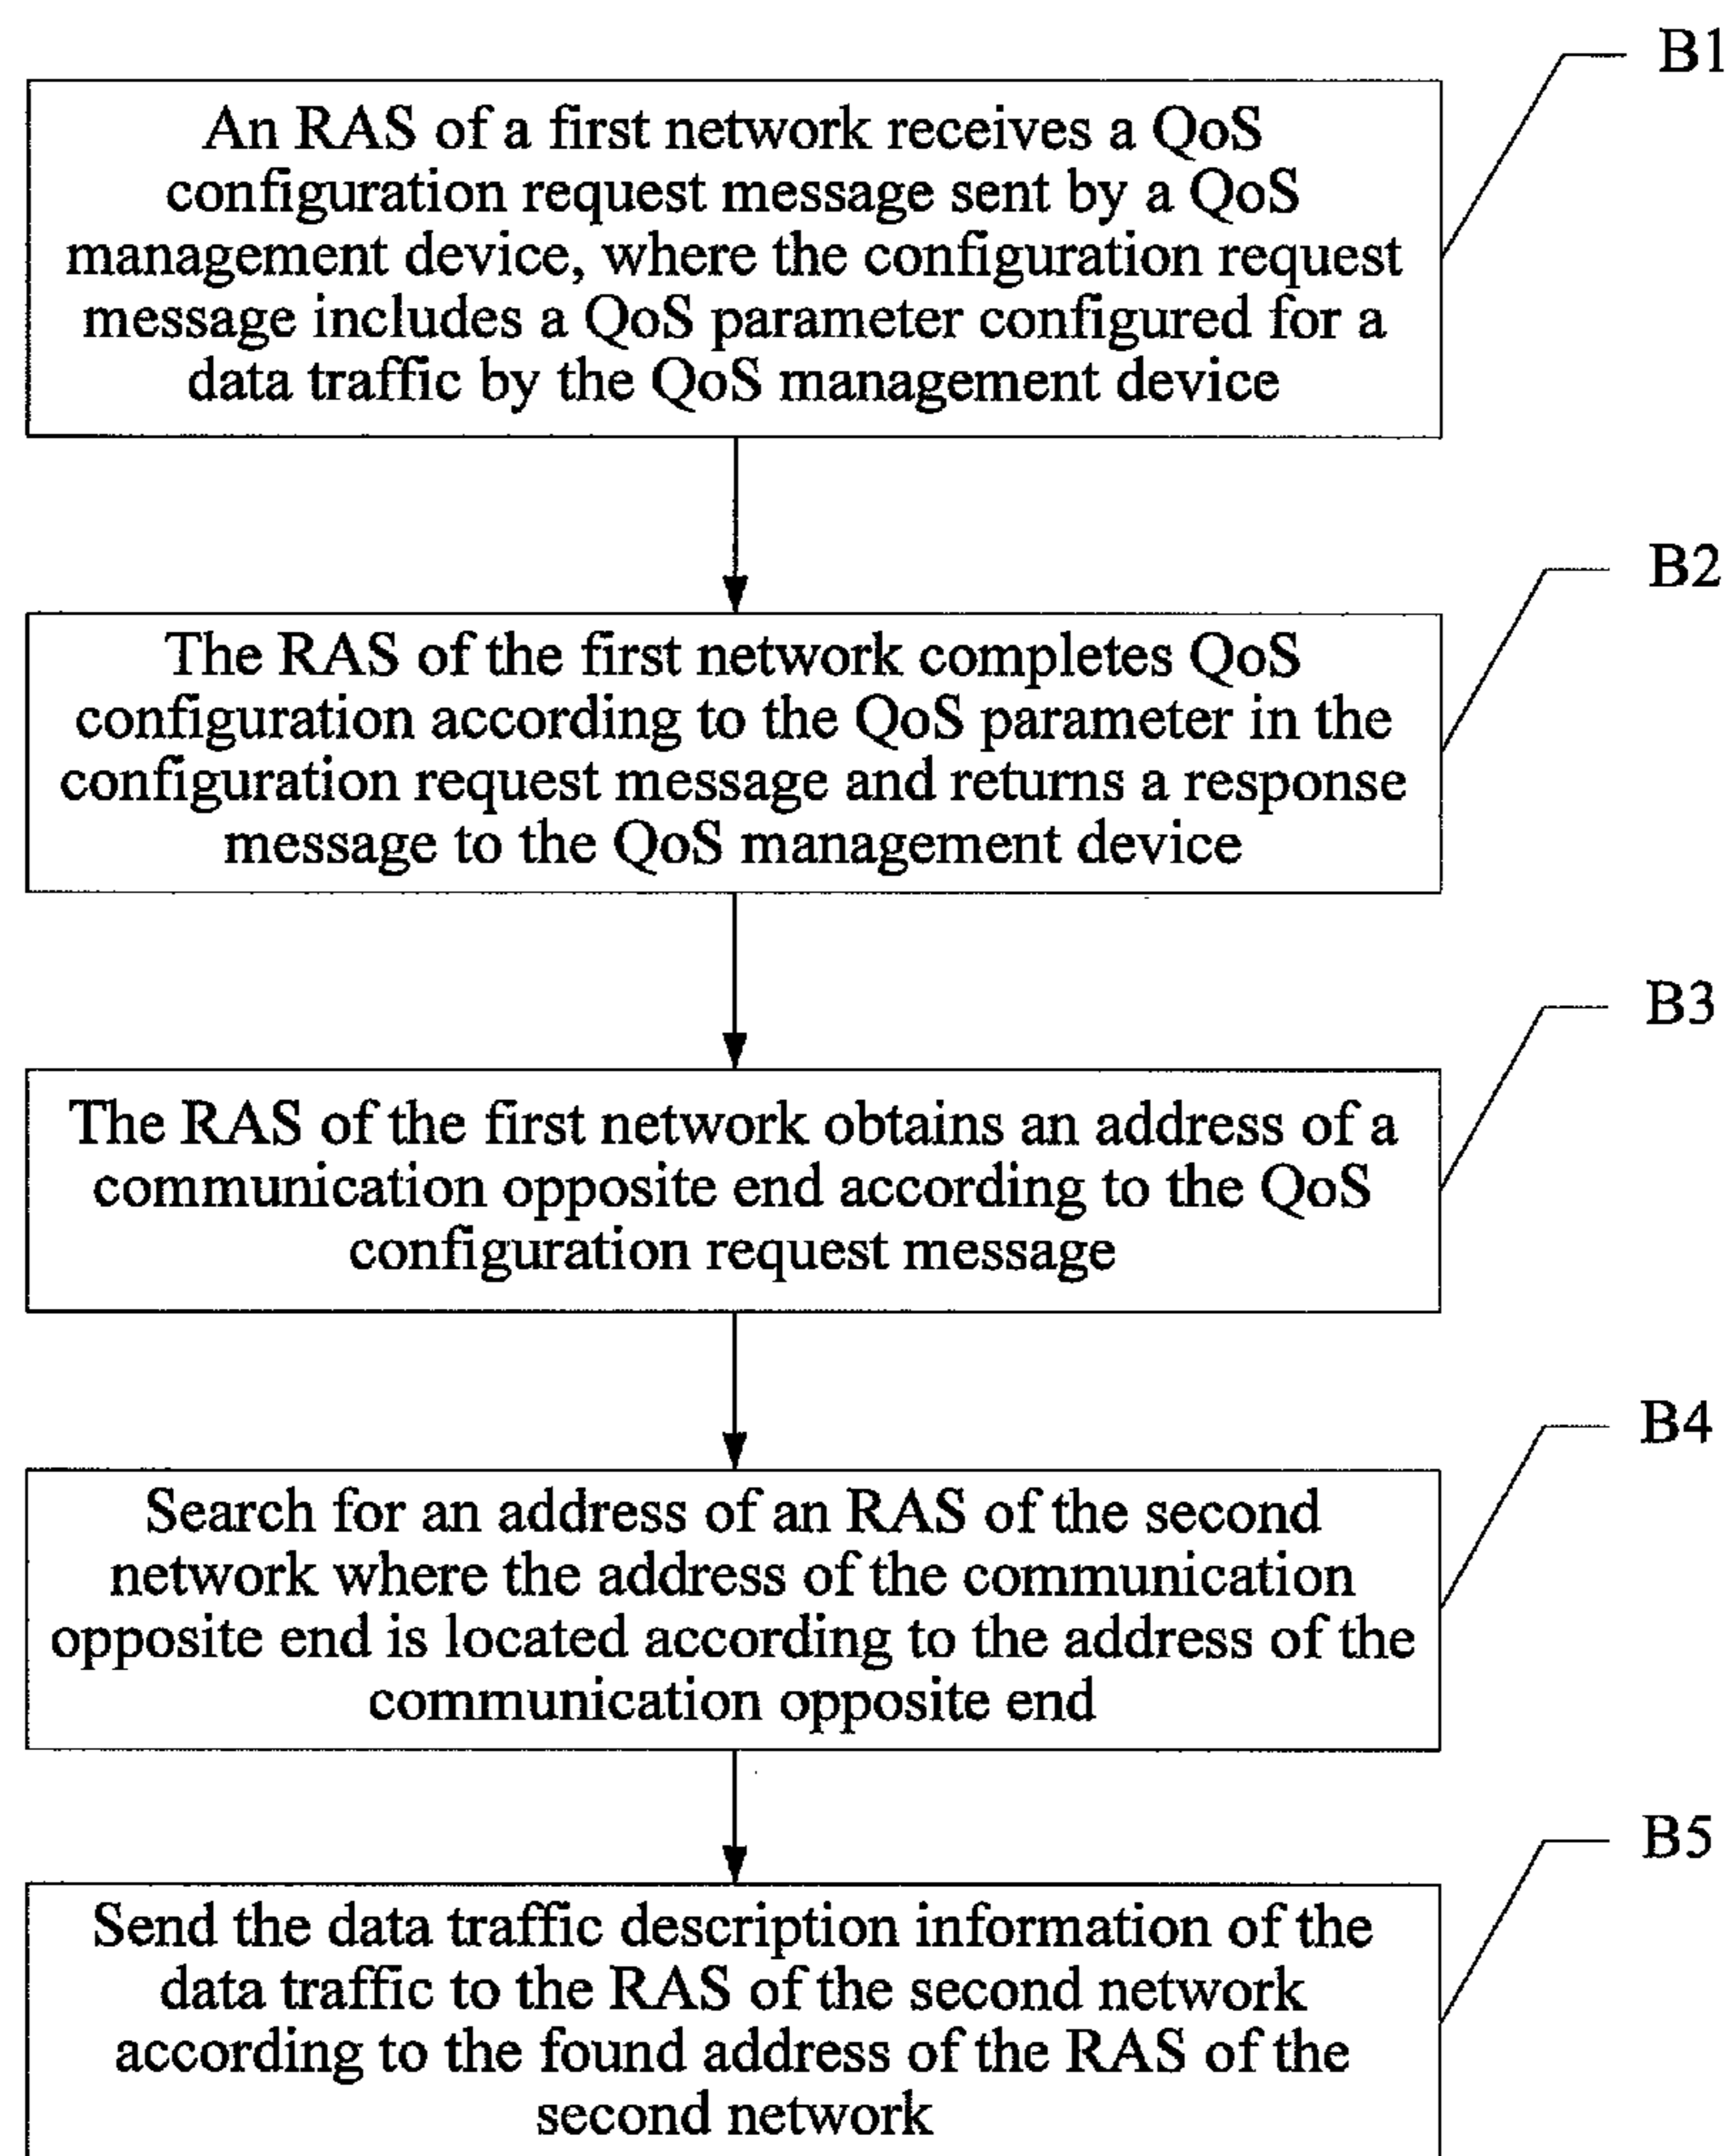 B1
An RAS of a first network receives a QoS
configuration request message sent by a QoS
management device, where the configuration request
message includes a QoS parameter configured for a
data traffic by the QoS management device
B2
The RAS of the first network completes QoS
configuration according to the QoS parameter in the
configuration request message and returns a response
message to the QoS management device
B3
The RAS of the first network obtains an address of a
communication opposite end according to the QoS
configuration request message
B4
Search for an address of an RAS of the second
network where the address of the communication
opposite end is located according to the address of the
communication opposite end
B5
Send the data traffic description information of the
data traffic to the RAS of the second network
according to the found address of the RAS of the
second network